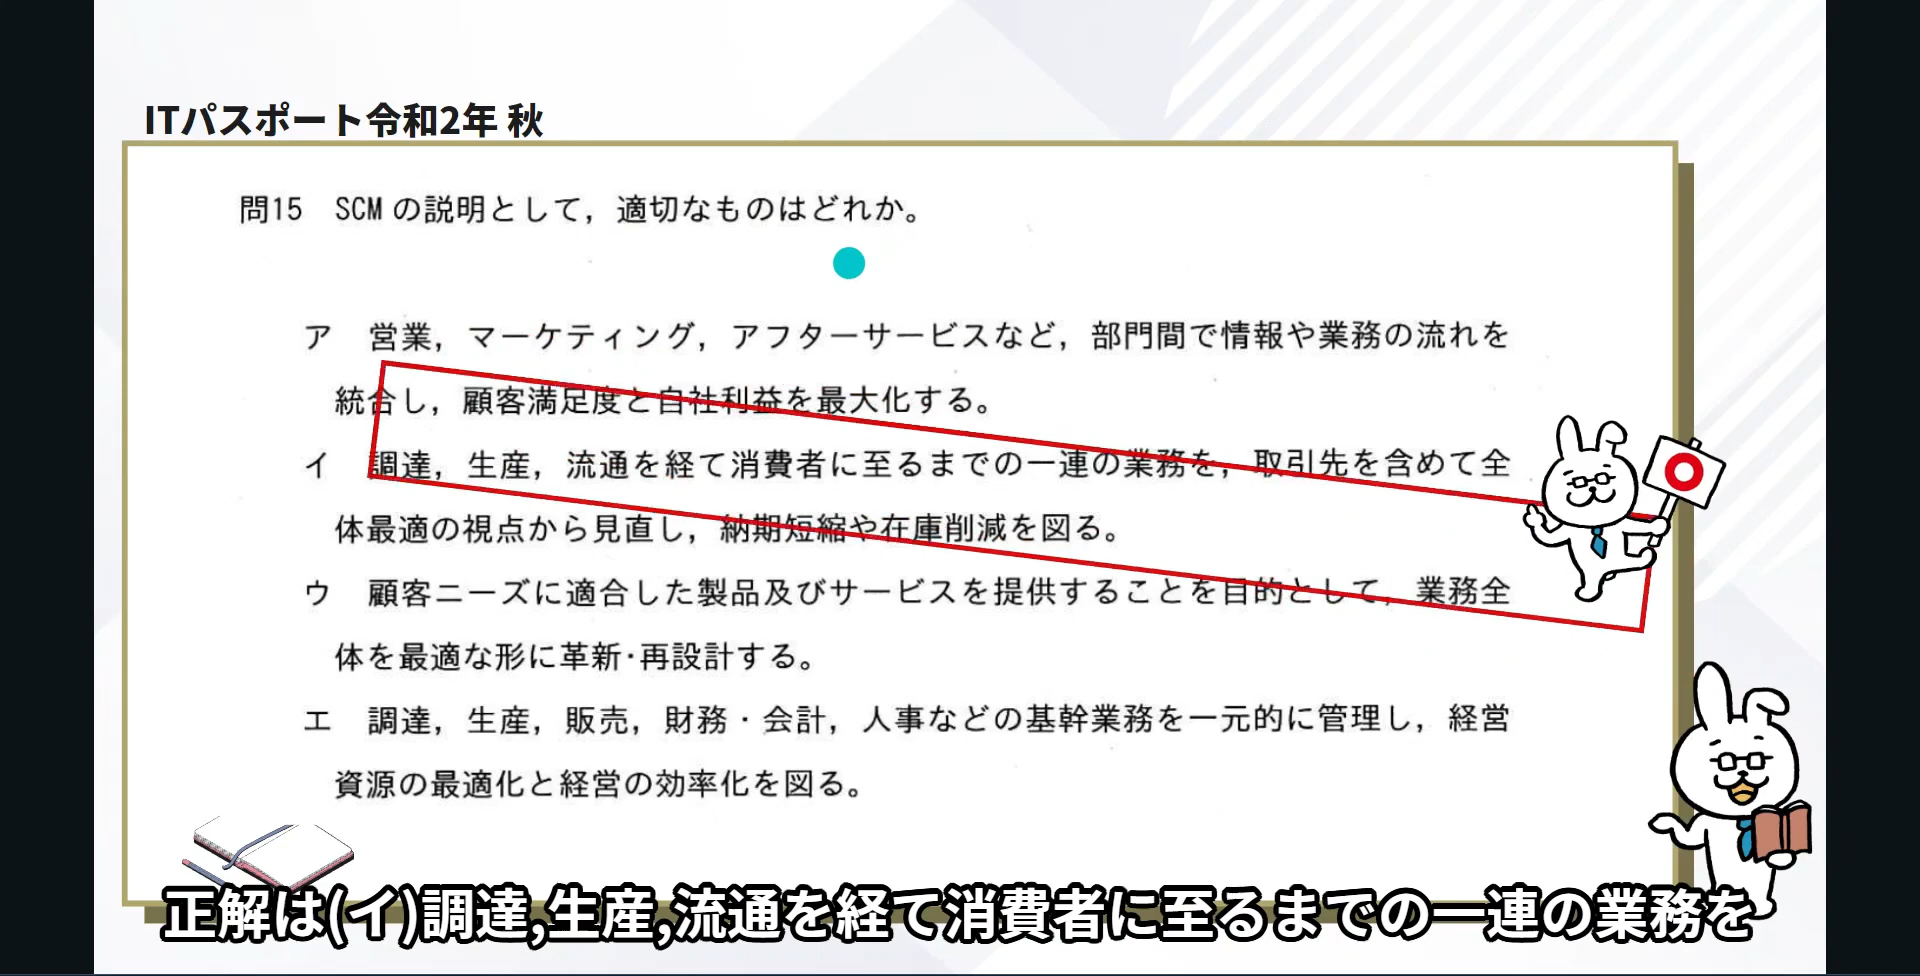 ITパスポート令和2年 秋
問15　SCM の説明として，適切なものはどれか。
ア　営業，マーケティング，アフターサービスなど，部門間で情報や業務の流れを
統合し，顧客満足度と自社利益を最大化する。
イ　調達，生産，流通を経て消費者に至るまでの一連の業務を，取引先を含めて全
体最適の視点から見直し，納期短縮や在庫削減を図る。
ウ　顧客ニーズに適合した製品及びサービスを提供することを目的として，業務全
体を最適な形に革新・再設計する。
エ　調達，生産，販売，財務・会計，人事などの基幹業務を一元的に管理し，経営
資源の最適化と経営の効率化を図る。
正解は(イ)調達,生産,流通を経て消費者に至るまでの一連の業務を